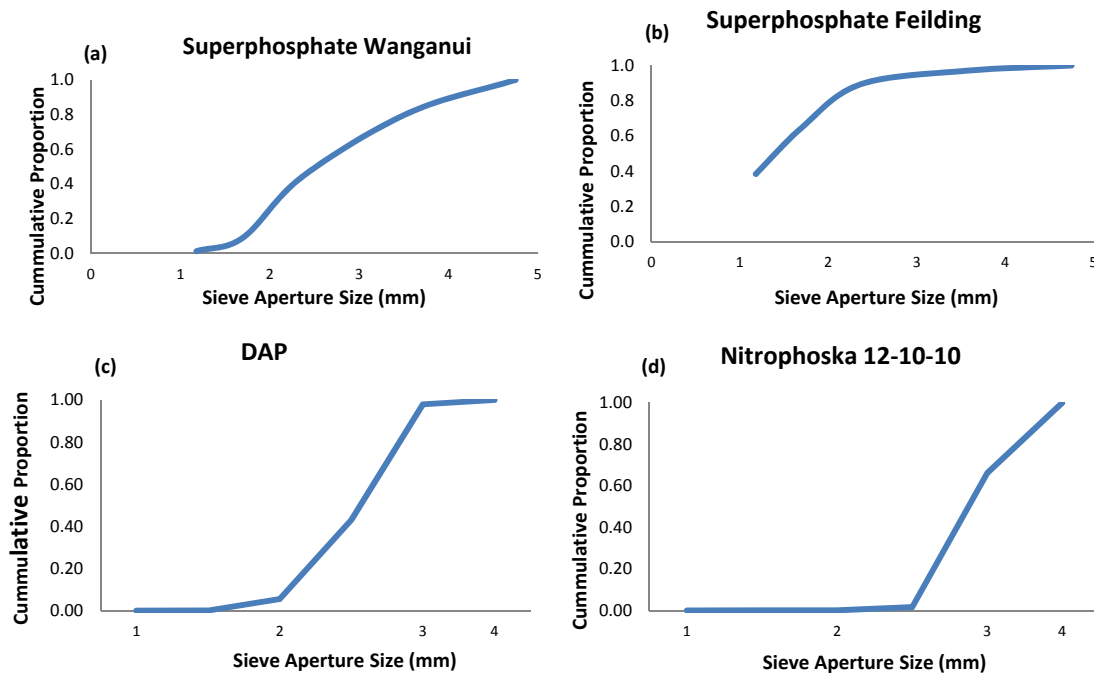 (a)
Superphosphate Wanganui
Cummulative Proportion
1.0
0.8
0.6
0.4
0.2
0.0
0 1 2 3 4 5
Sieve Aperture Size (mm)
(b)
Superphosphate Feilding
Cummulative Proportion
1.0
0.8
0.6
0.4
0.2
0.0
0 1 2 3 4 5
Sieve Aperture Size (mm)
(c)
DAP
Cummulative Proportion
1.00
0.80
0.60
0.40
0.20
0.00
1 2 3 4
Sieve Aperture Size (mm)
(d)
Nitrophoska 12-10-10
Cummulative Proportion
1.00
0.80
0.60
0.40
0.20
0.00
1 2 3 4
Sieve Aperture Size (mm)